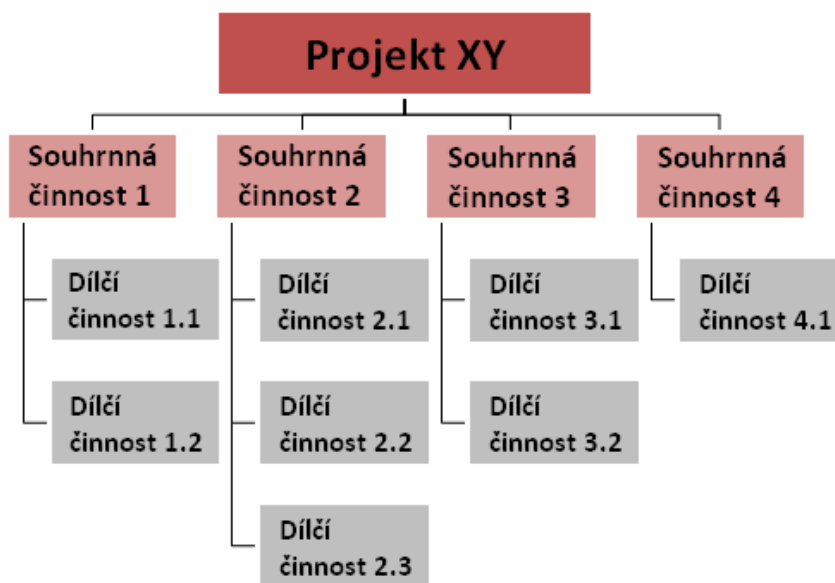 Projekt XY
Souhrnná
činnost 1
Souhrnná
činnost 2
Souhrnná
činnost 3
Souhrnná
činnost 4
Dílčí
činnost 1.1
Dílčí
činnost 2.1
Dílčí
činnost 3.1
Dílčí
činnost 4.1
Dílčí
činnost 1.2
Dílčí
činnost 2.2
Dílčí
činnost 3.2
Dílčí
činnost 2.3